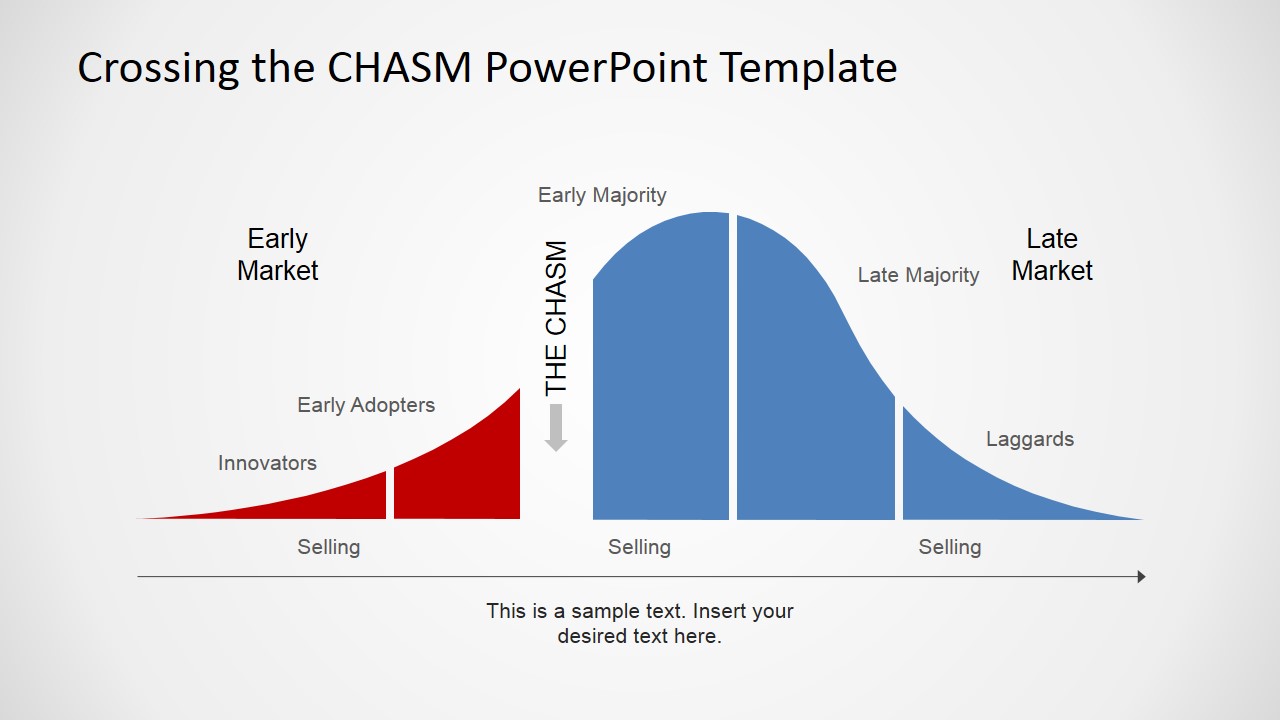 Crossing the CHASM PowerPoint Template
Early Majority
Early
Market
Late
Market
THE CHASM
Late Majority
Early Adopters
Laggards
Innovators
Selling
Selling
Selling
This is a sample text. Insert your
desired text here.